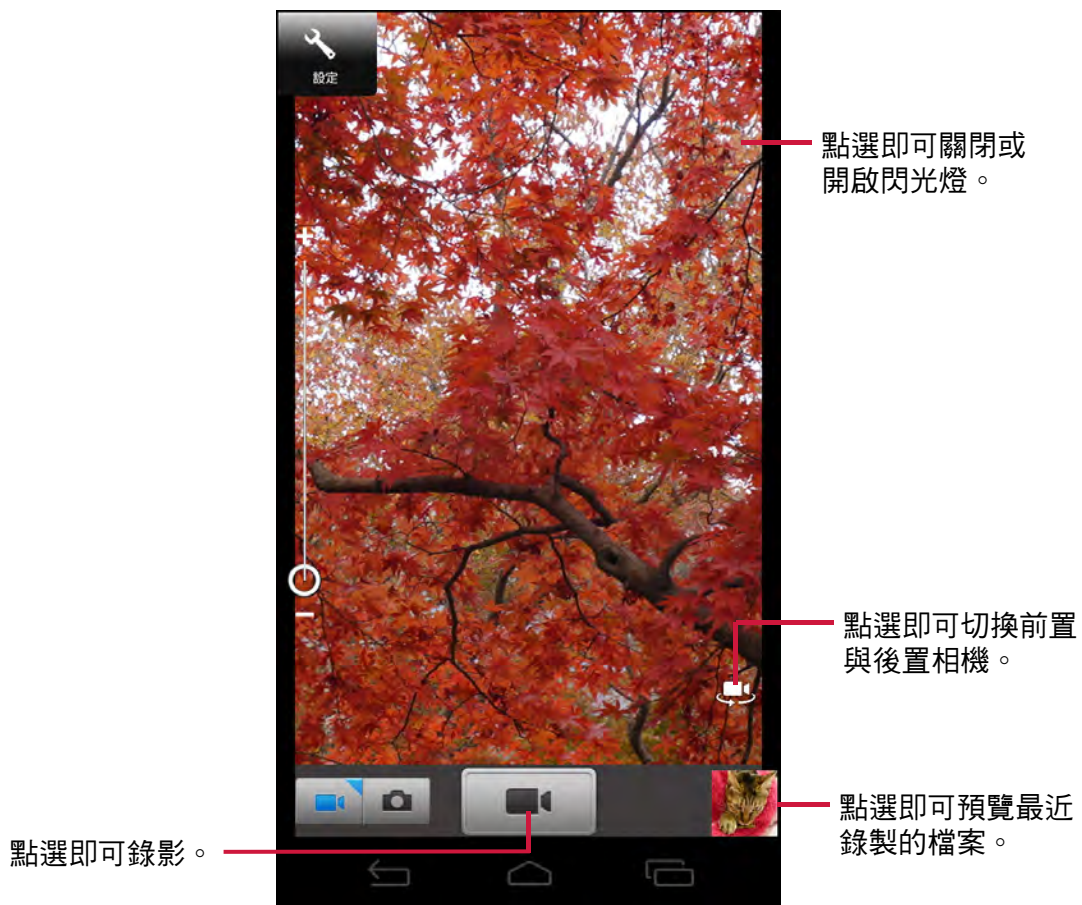 設定
點選即可關閉或
開啟閃光燈。
點選即可切換前置
與後置相機。
點選即可預覽最近
錄製的檔案。
點選即可錄影。